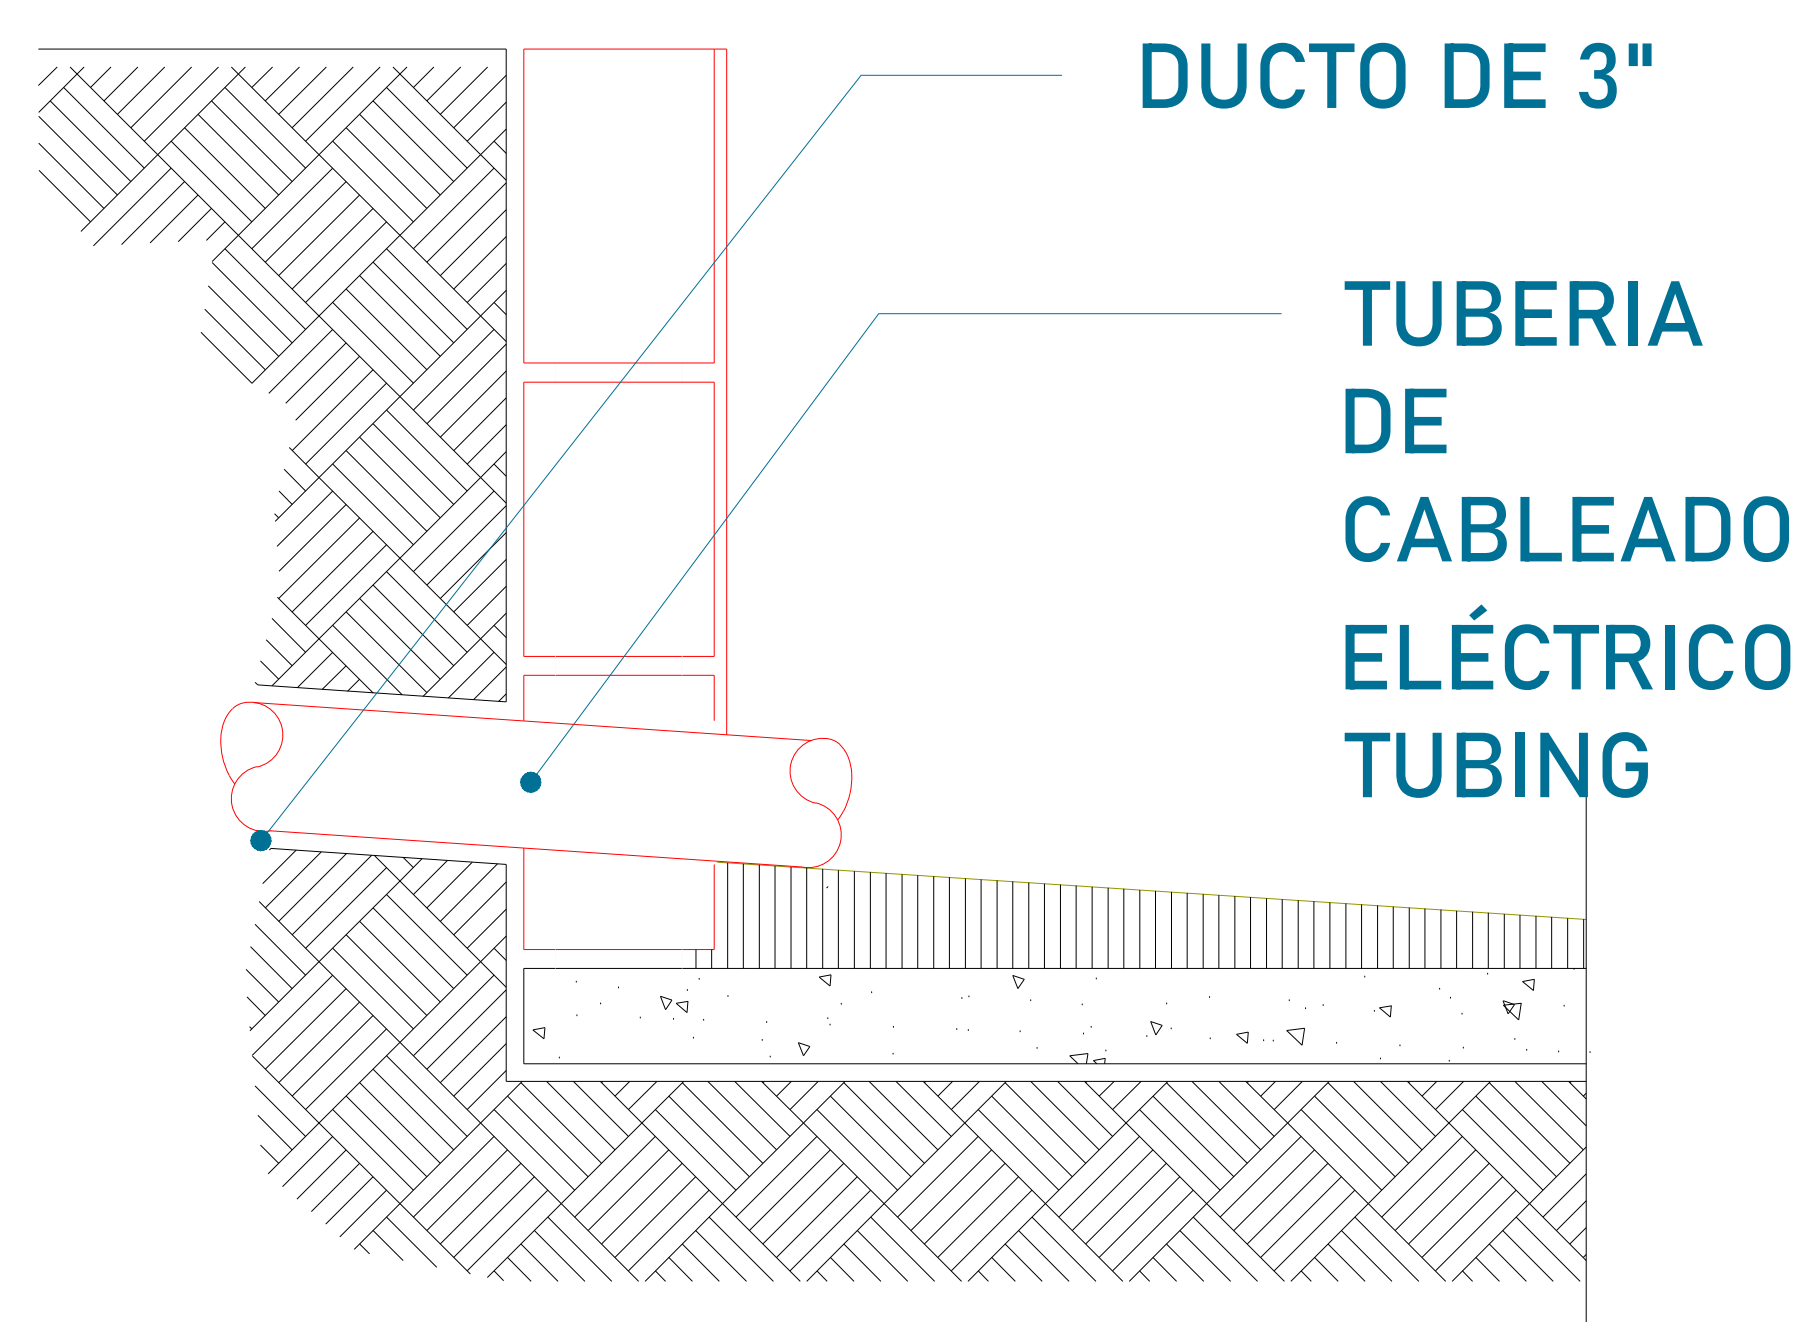 DUCTO DE 3"
TUBERIA
DE
CABLEADO
ELÉCTRICO
TUBING